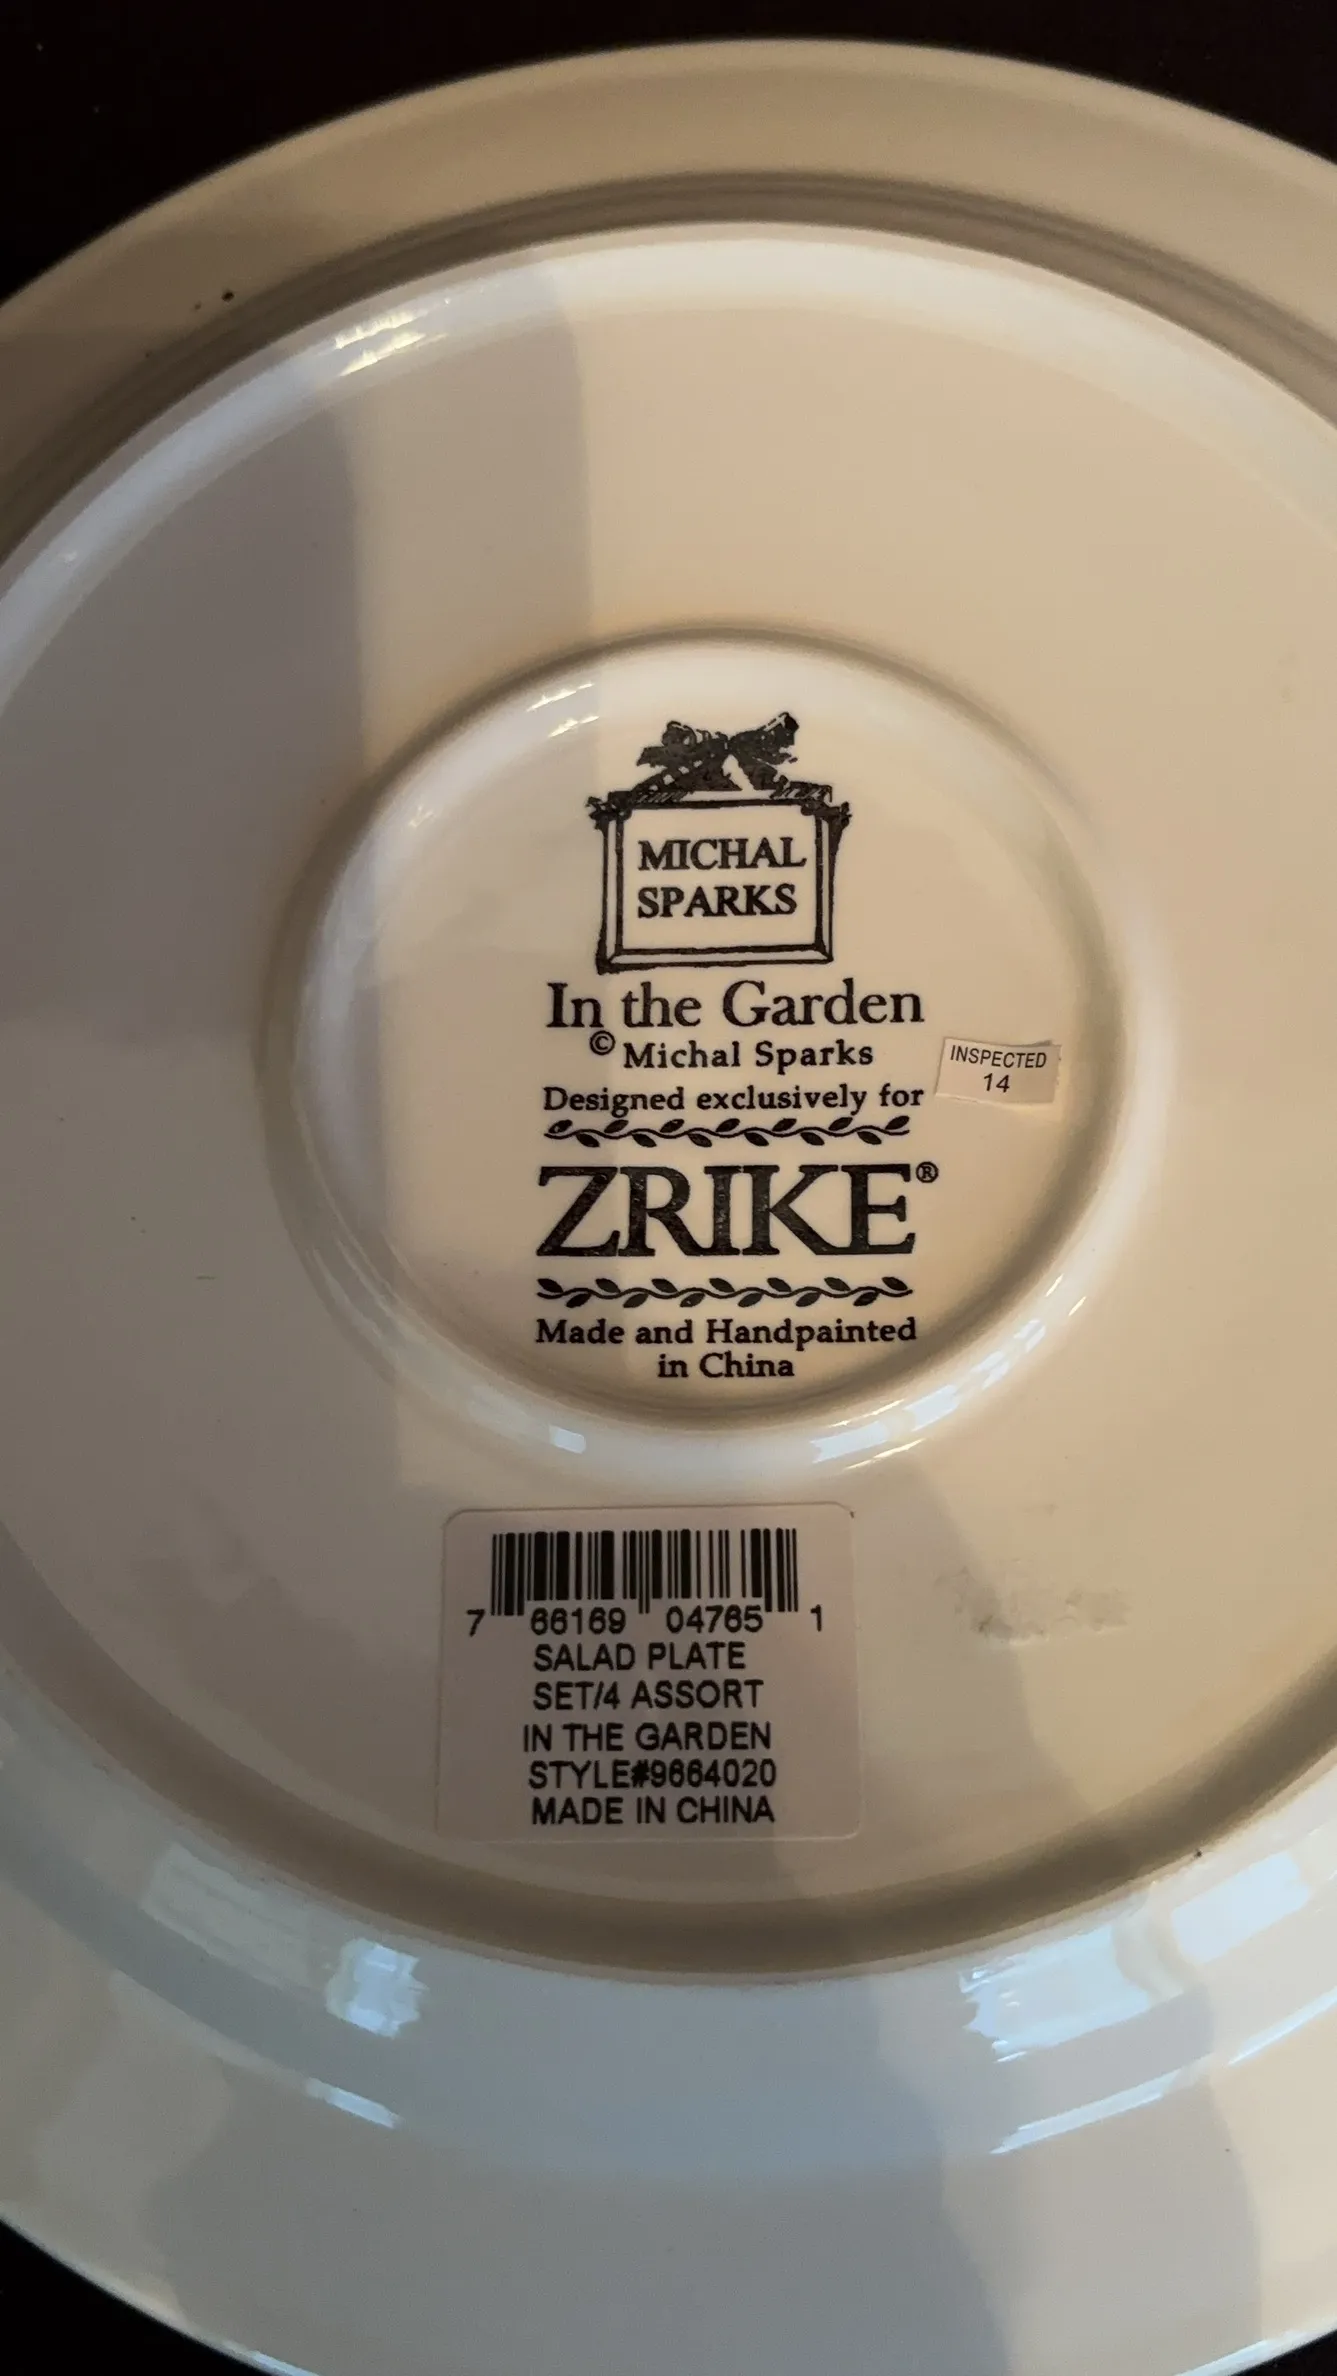 MICHAL
SPARKS
In the Garden
© Michal Sparks
Designed exclusively for
ZRIKE®
Made and Handpainted
in China
INSPECTED
14
7 66169 04765 1
SALAD PLATE
SET/4 ASSORT
IN THE GARDEN
STYLE#9664020
MADE IN CHINA